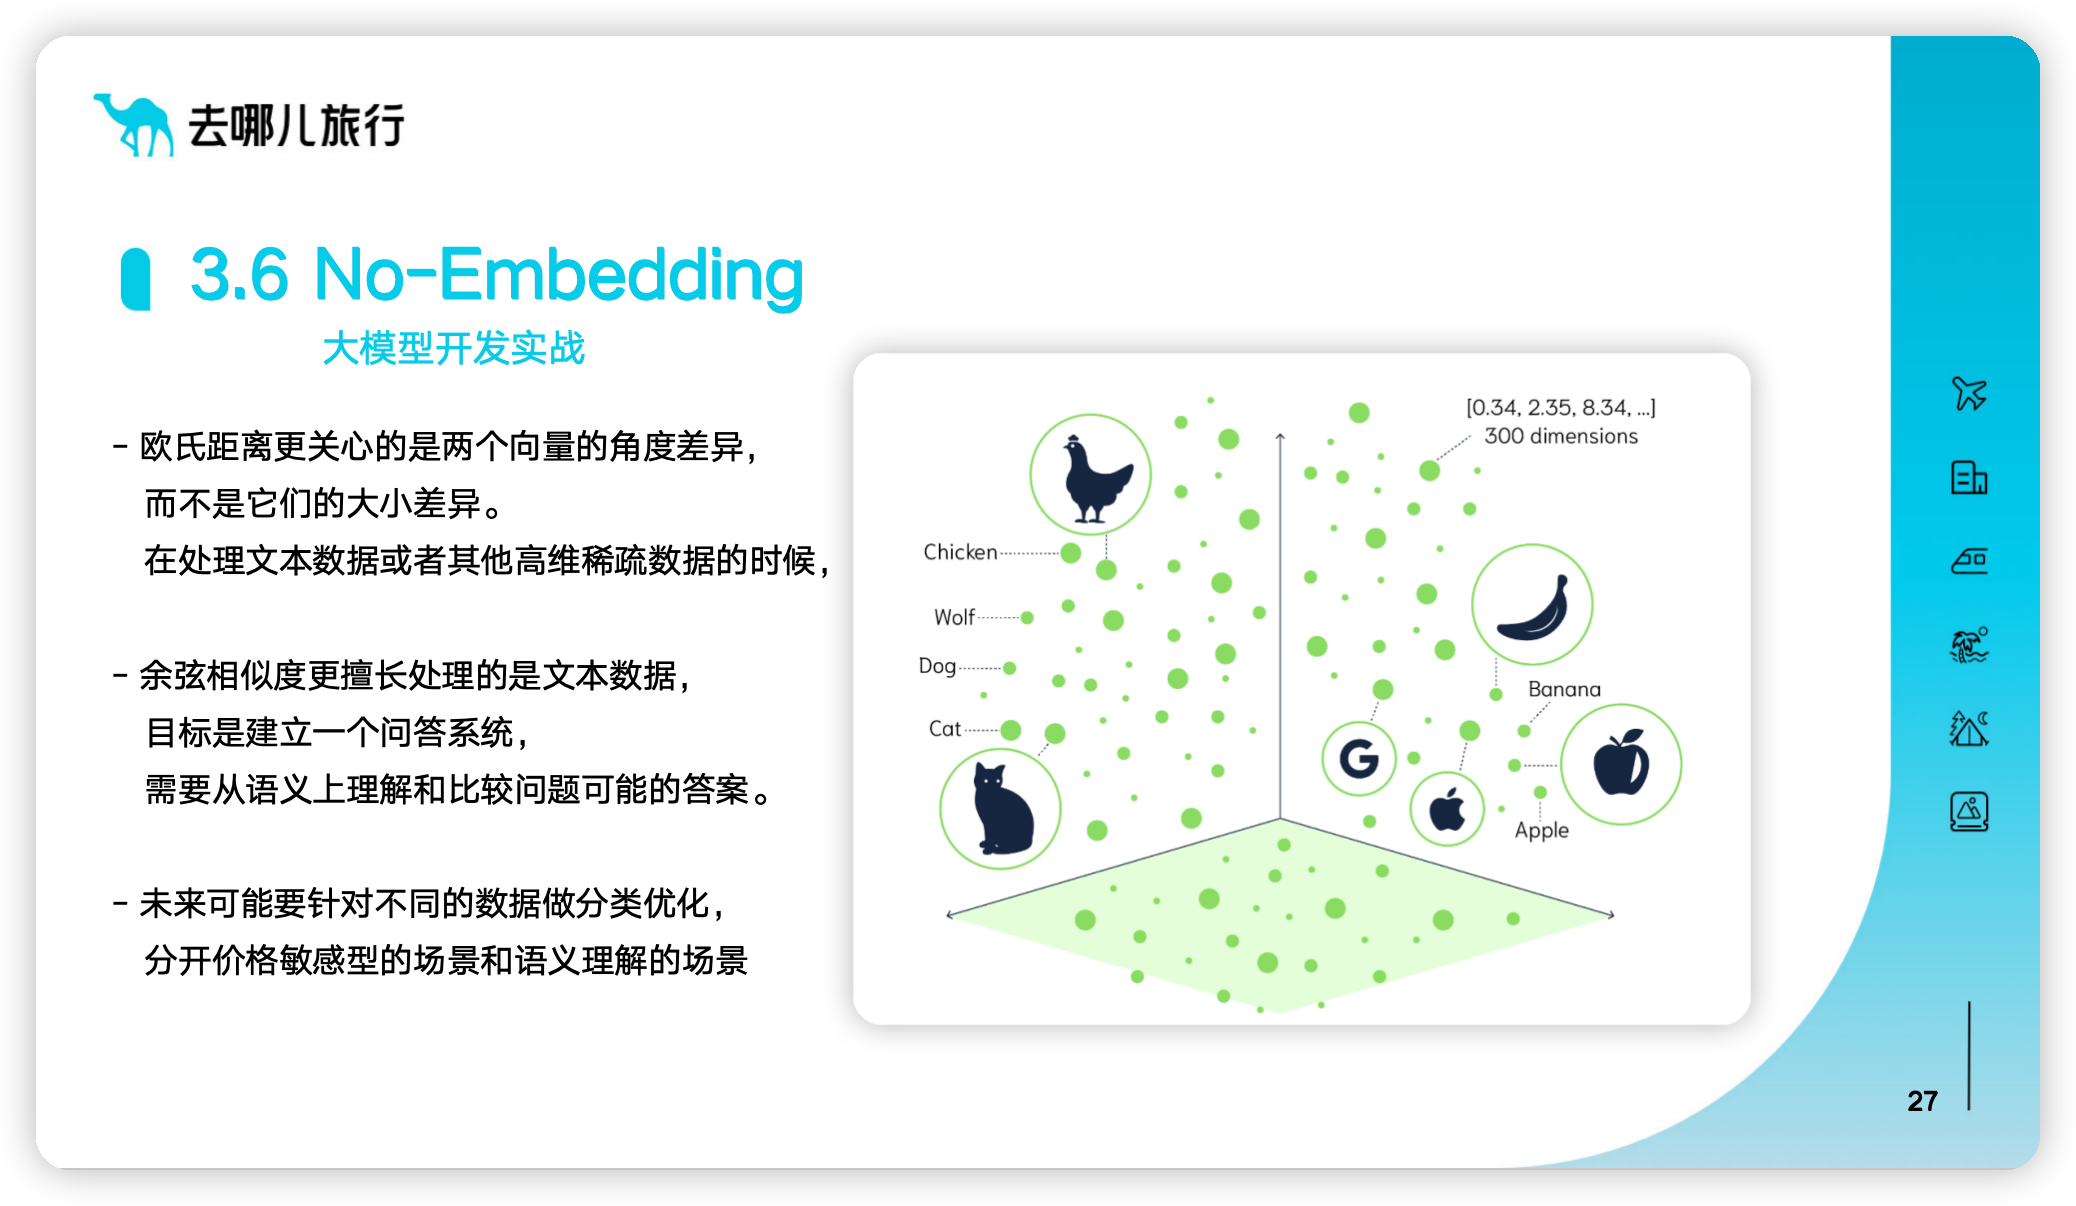 去哪儿旅行
3.6 No-Embedding
大模型开发实战
- 欧氏距离更关心的是两个向量的角度差异，
而不是它们的大小差异。
在处理文本数据或者其他高维稀疏数据的时候，
- 余弦相似度更擅长处理的是文本数据，
目标是建立一个问答系统，
需要从语义上理解和比较问题可能的答案。
- 未来可能要针对不同的数据做分类优化，
分开价格敏感型的场景和语义理解的场景
[0.34, 2.35, 8.34, ...]
300 dimensions
Chicken
Wolf
Dog
Cat
Banana
G
Apple
27